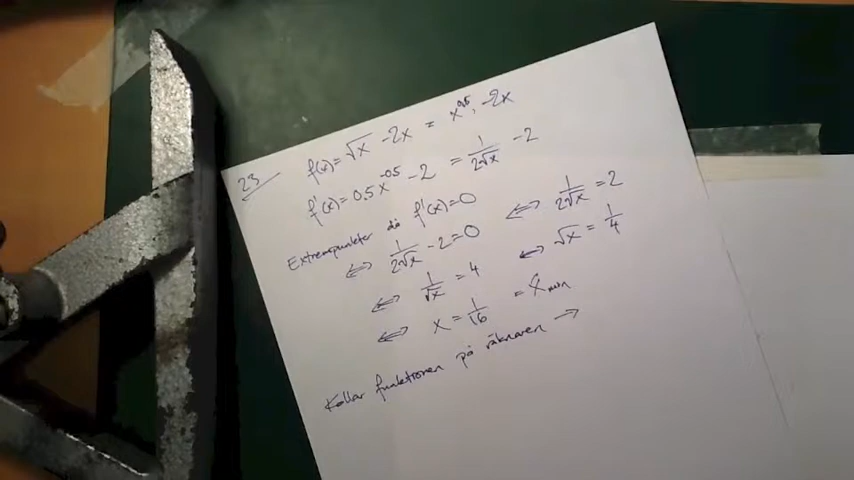 23
f(x) = √x - 2x = x^0.5 - 2x
f'(x) = 0.5x^-0.5 - 2 = 1/(2√x) - 2
Extrempunkter då f'(x) = 0
⇔ 1/(2√x) - 2 = 0 ⇔ 1/(2√x) = 2
⇔ 1/√x = 4 ⇔ √x = 1/4
⇔ x = 1/16 =
Kollar funktionen på räknaren →